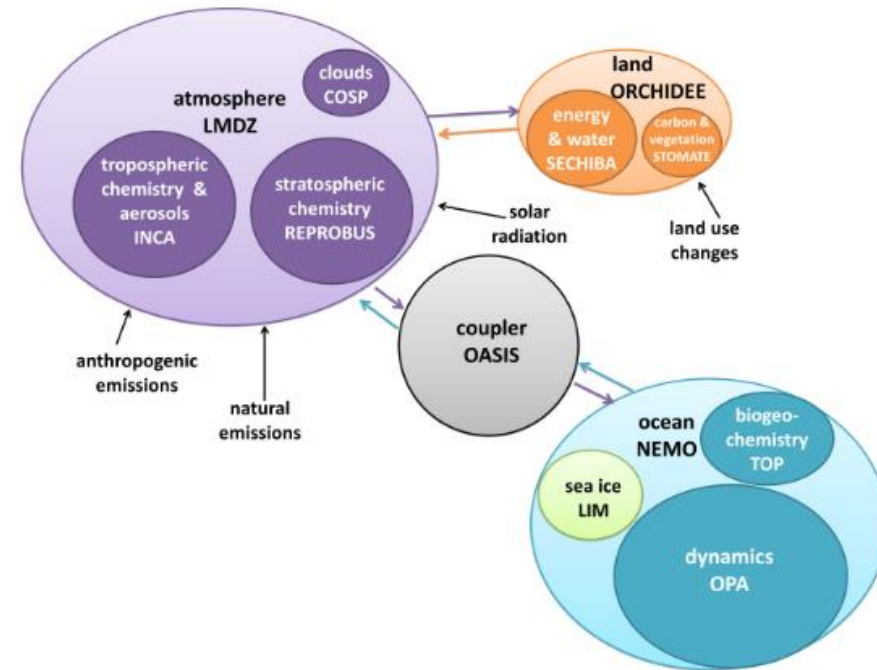 clouds
COSP
atmosphere
LMDZ
tropospheric
chemistry &
aerosols
INCA
stratospheric
chemistry
REPROBUS
land
ORCHIDEE
energy
& water
SECHIBA
carbon &
vegetation
STOMATE
solar
radiation
land use
changes
anthropogenic
emissions
natural
emissions
coupler
OASIS
ocean
NEMO
biogeo-
chemistry
TOP
sea ice
LIM
dynamics
OPA